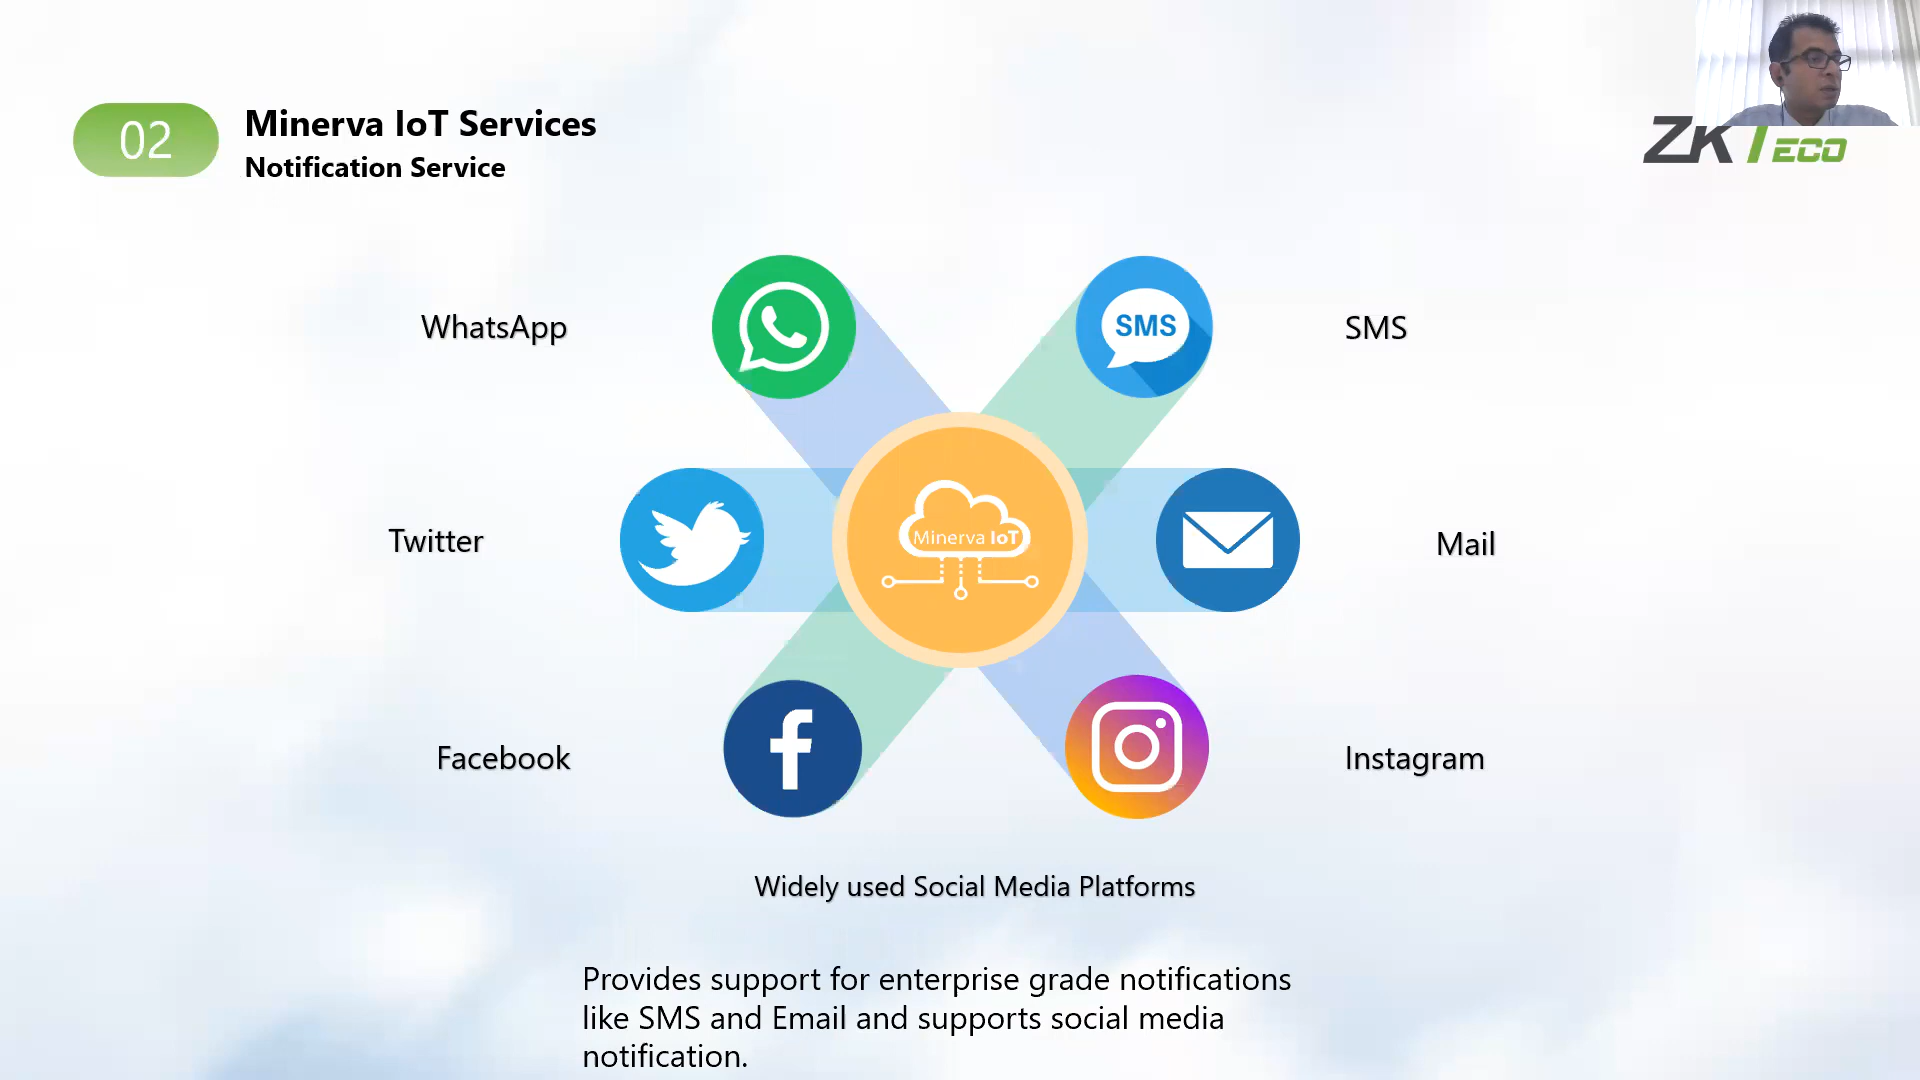 02
Minerva IoT Services
Notification Service
ZKTeco
WhatsApp
SMS
SMS
Twitter
Minerva IoT
Mail
Facebook
Instagram
Widely used Social Media Platforms
Provides support for enterprise grade notifications
like SMS and Email and supports social media
notification.